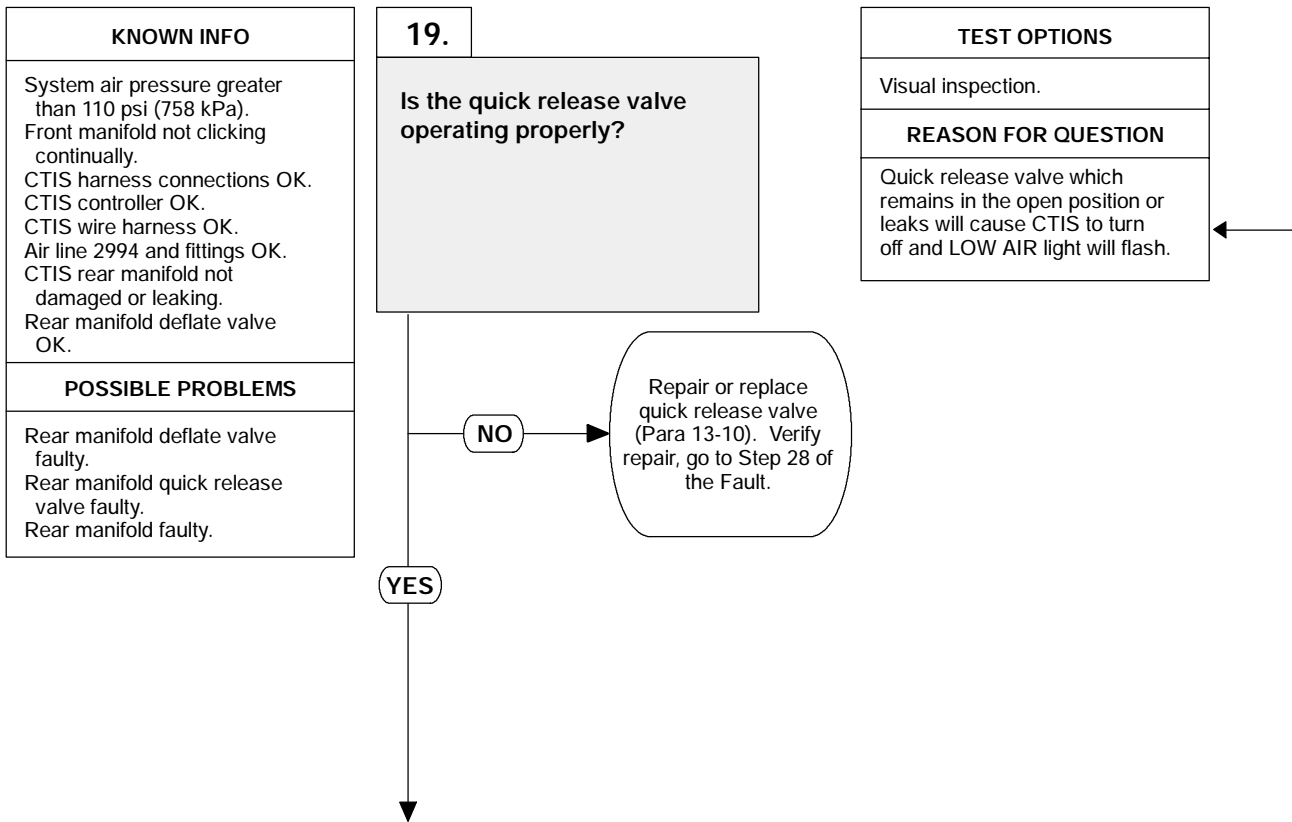 KNOWN INFO
System air pressure greater
than 110 psi (758 kPa).
Front manifold not clicking
continually.
CTIS harness connections OK.
CTIS controller OK.
CTIS wire harness OK.
Air line 2994 and fittings OK.
CTIS rear manifold not
damaged or leaking.
Rear manifold deflate valve
OK.
POSSIBLE PROBLEMS
Rear manifold deflate valve
faulty.
Rear manifold quick release
valve faulty.
Rear manifold faulty.
19.
Is the quick release valve
operating properly?
TEST OPTIONS
Visual inspection.
REASON FOR QUESTION
Quick release valve which
remains in the open position or
leaks will cause CTIS to turn
off and LOW AIR light will flash.
NO
Repair or replace
quick release valve
(Para 13-10). Verify
repair, go to Step 28 of
the Fault.
YES